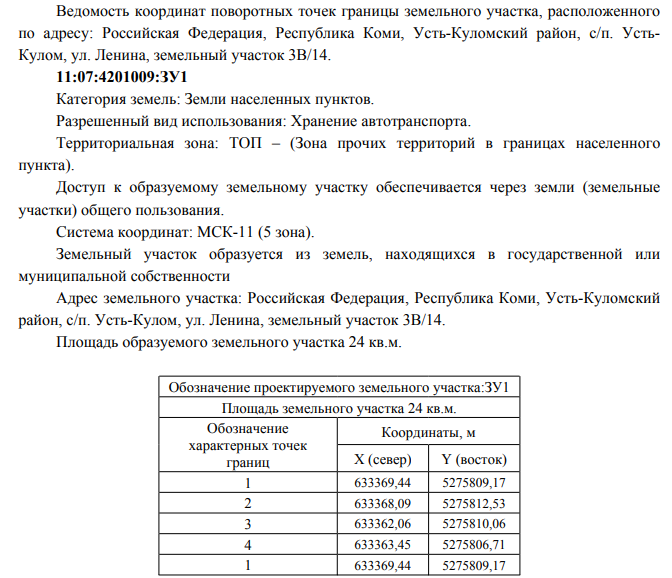 Ведомость координат поворотных точек границы земельного участка, расположенного
по адресу: Российская Федерация, Республика Коми, Усть-Куломский район, с/п. Усть-
Кулом, ул. Ленина, земельный участок 3В/14.
11:07:4201009:ЗУ1
Категория земель: Земли населенных пунктов.
Разрешенный вид использования: Хранение автотранспорта.
Территориальная зона: ТОП – (Зона прочих территорий в границах населенного
пункта).
Доступ к образуемому земельному участку обеспечивается через земли (земельные
участки) общего пользования.
Система координат: МСК-11 (5 зона).
Земельный участок образуется из земель, находящихся в государственной или
муниципальной собственности
Адрес земельного участка: Российская Федерация, Республика Коми, Усть-Куломский
район, с/п. Усть-Кулом, ул. Ленина, земельный участок 3В/14.
Площадь образуемого земельного участка 24 кв.м.
Обозначение проектируемого земельного участка:ЗУ1
Площадь земельного участка 24 кв.м.
Обозначение
характерных точек
границ
Координаты, м
X (север) Y (восток)
1 633369,44 5275809,17
2 633368,09 5275812,53
3 633362,06 5275810,06
4 633363,45 5275806,71
1 633369,44 5275809,17